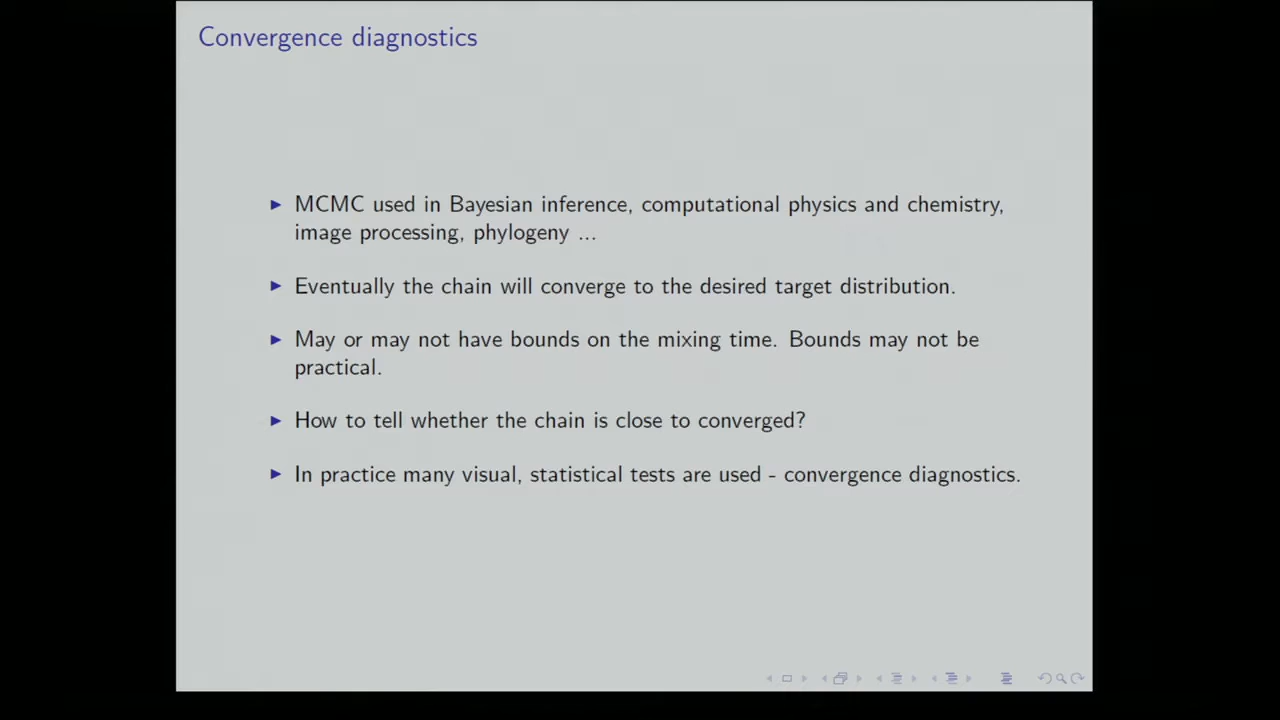 Convergence diagnostics
▶ MCMC used in Bayesian inference, computational physics and chemistry,
image processing, phylogeny ...
▶ Eventually the chain will converge to the desired target distribution.
▶ May or may not have bounds on the mixing time. Bounds may not be
practical.
▶ How to tell whether the chain is close to converged?
▶ In practice many visual, statistical tests are used - convergence diagnostics.